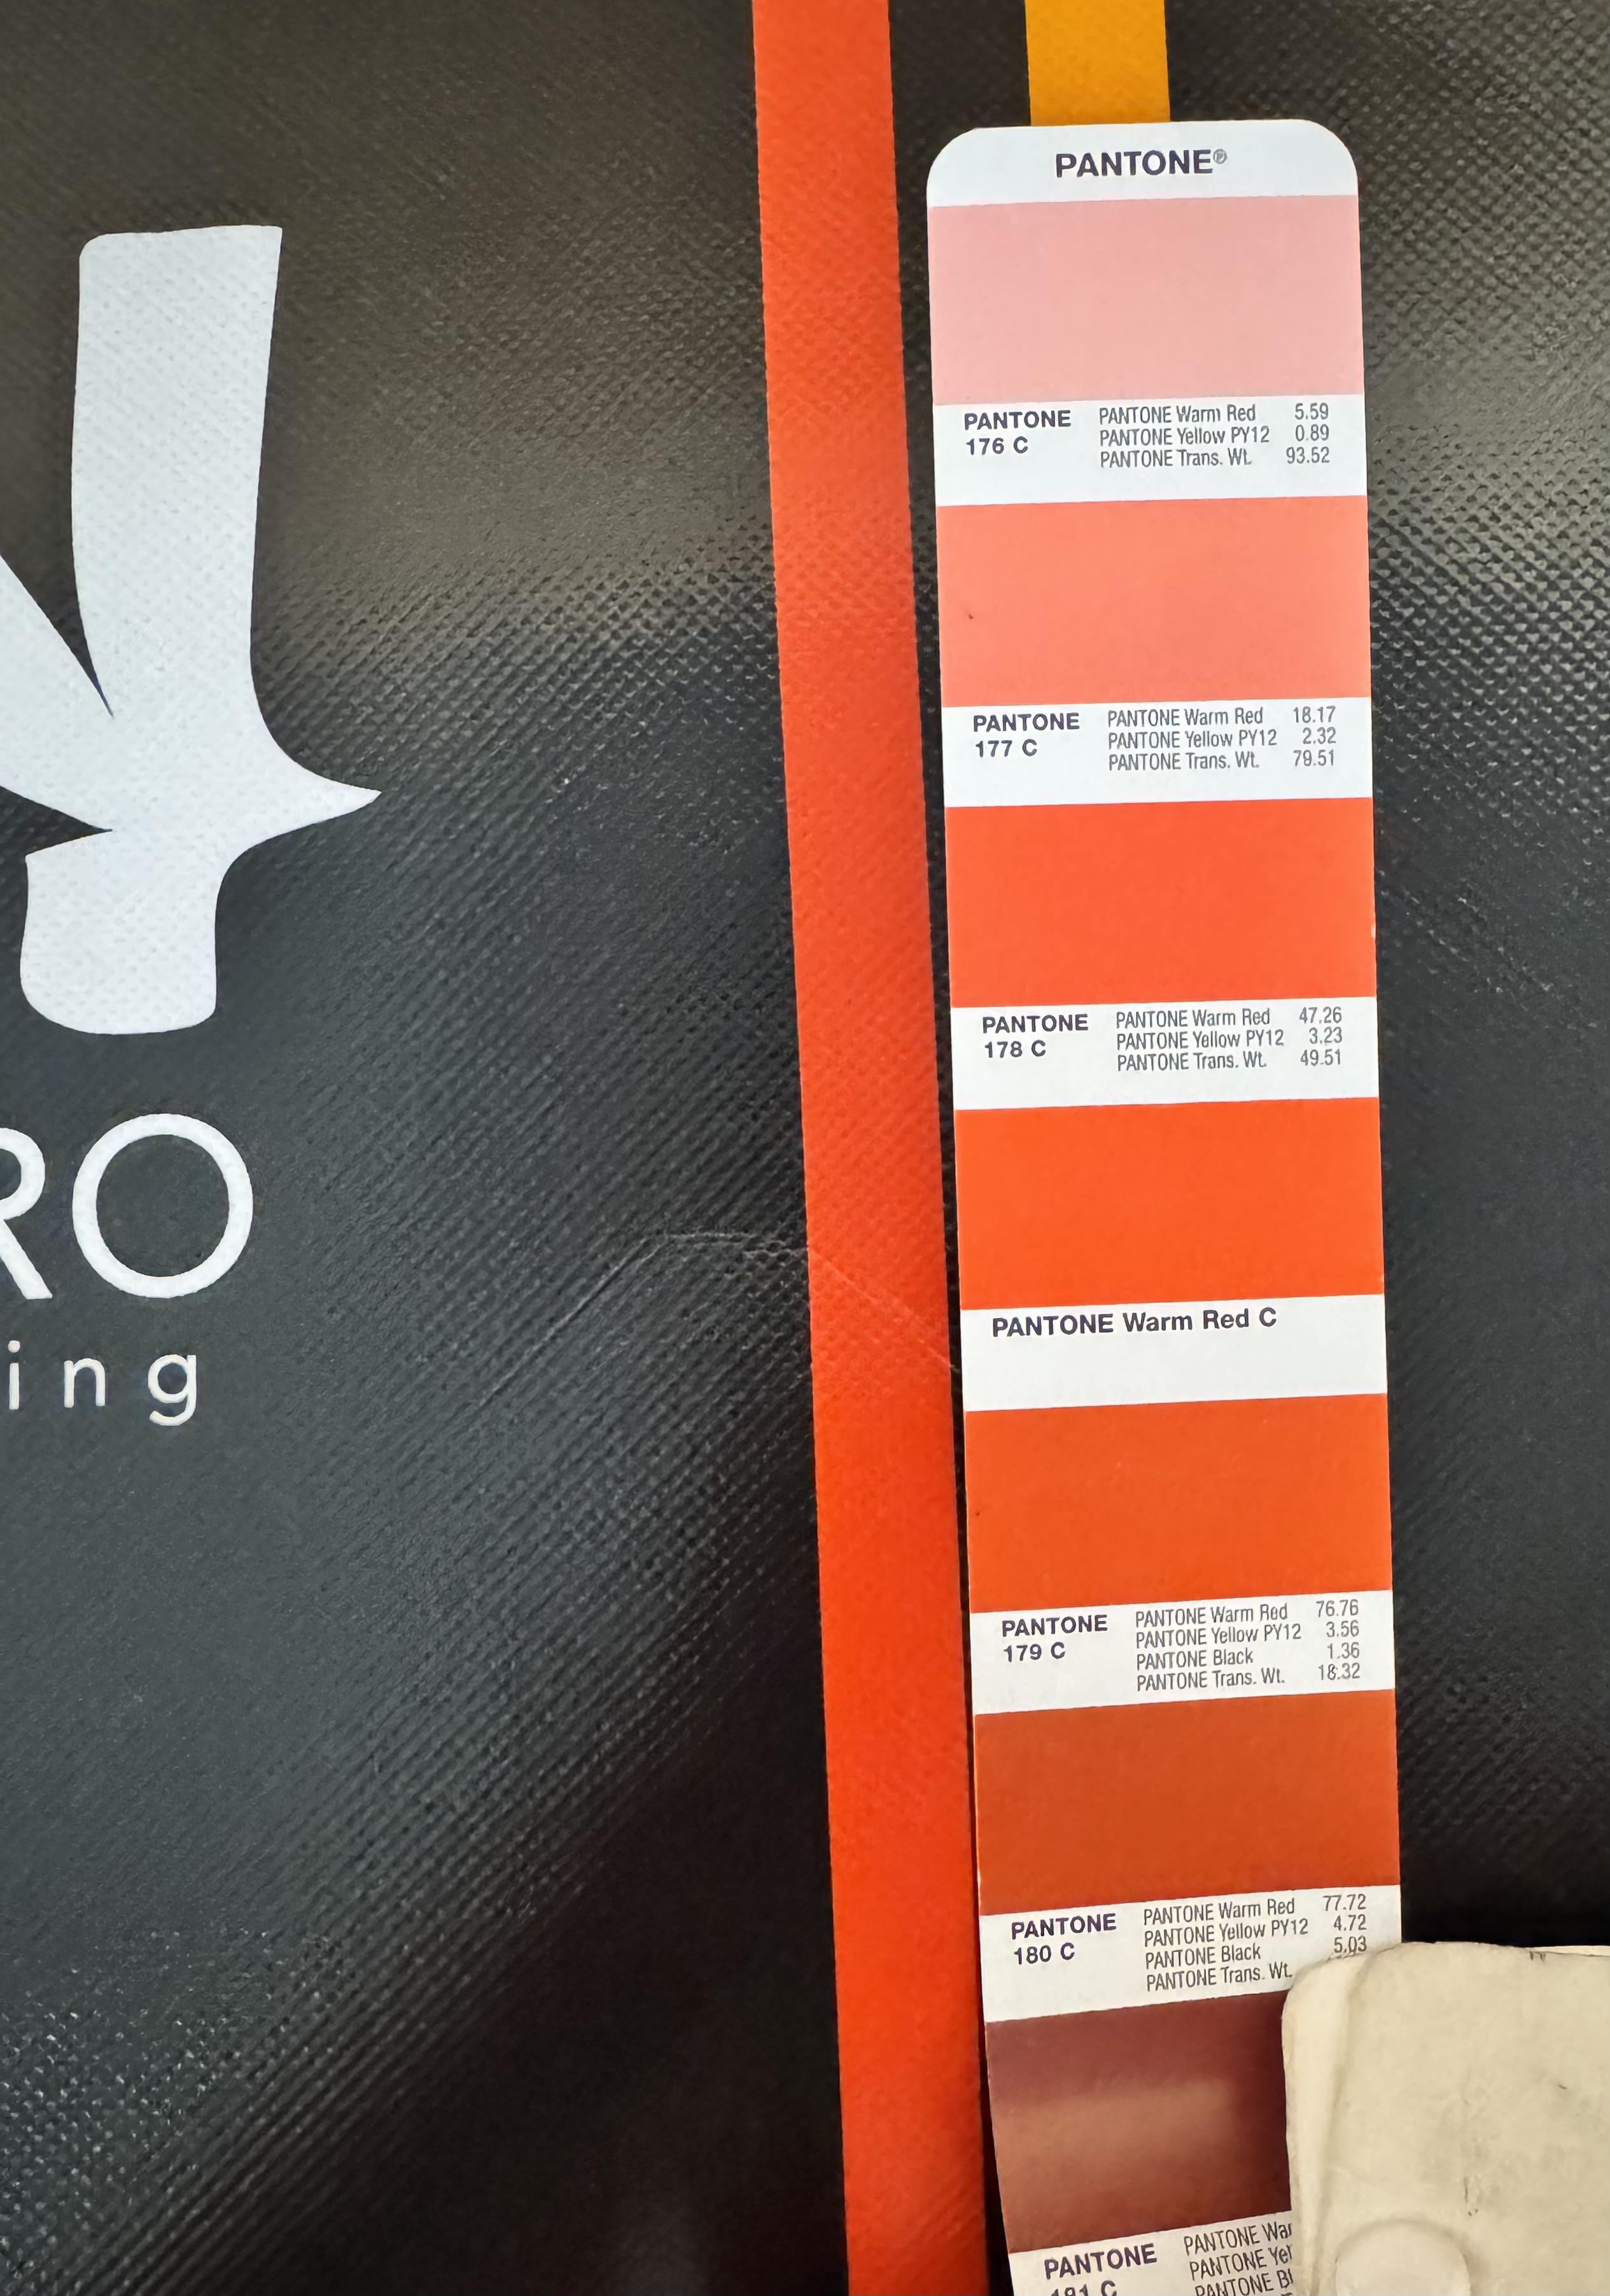 RO
ing
PANTONE®
PANTONE
176 C
PANTONE Warm Red 5.59
PANTONE Yellow PY12 0.89
PANTONE Trans. Wt. 93.52
PANTONE
177 C
PANTONE Warm Red 18.17
PANTONE Yellow PY12 2.32
PANTONE Trans. Wt. 79.51
PANTONE
178 C
PANTONE Warm Red 47.26
PANTONE Yellow PY12 3.23
PANTONE Trans. Wt. 49.51
PANTONE Warm Red C
PANTONE
179 C
PANTONE Warm Red 76.76
PANTONE Yellow PY12 3.56
PANTONE Black 1.36
PANTONE Trans. Wt. 18.32
PANTONE
180 C
PANTONE Warm Red 77.72
PANTONE Yellow PY12 4.72
PANTONE Black 5.03
PANTONE Trans. Wt.
PANTONE
181 C
PANTONE
PANTONE
PANTONE